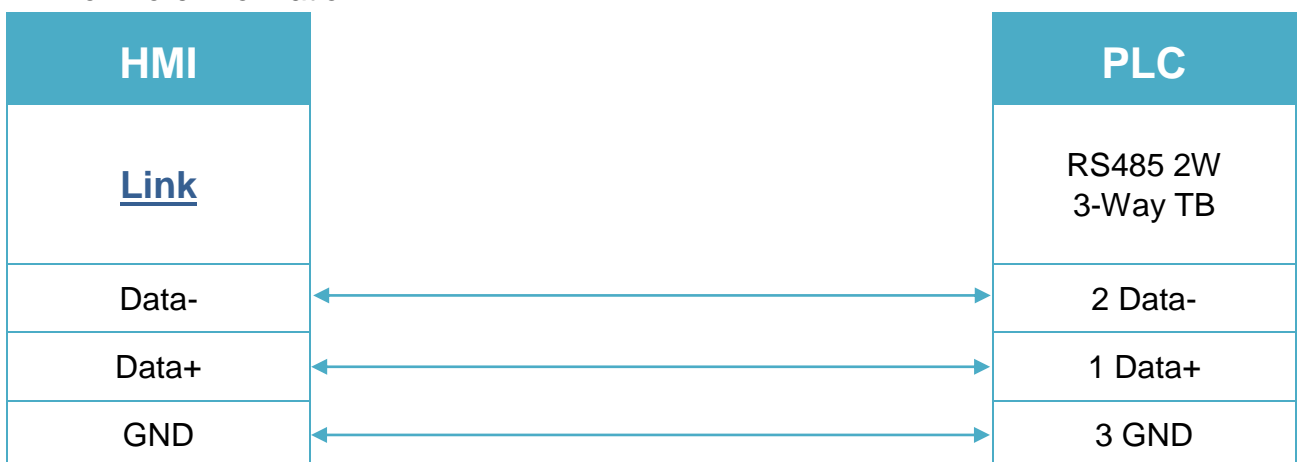 HMI
PLC
Link
RS485 2W
3-Way TB
Data-
2 Data-
Data+
1 Data+
GND
3 GND